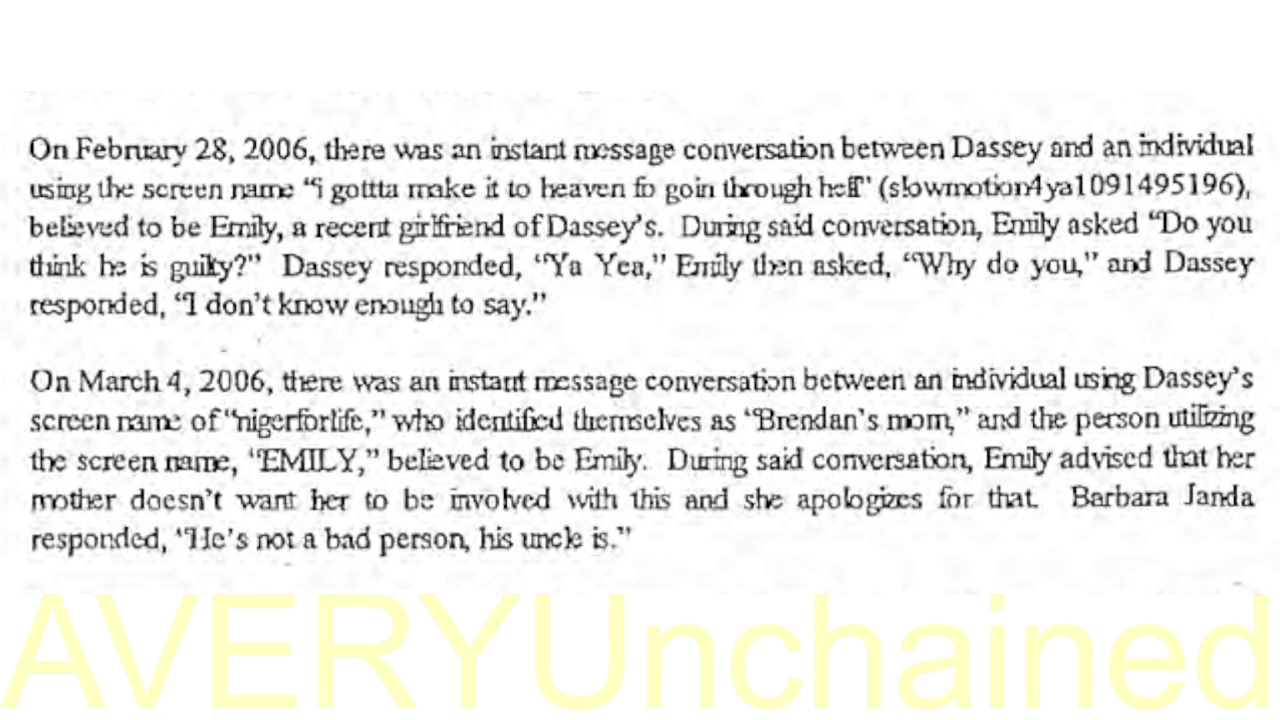 On February 28, 2006, there was an instant message conversation between Dassey and an individual
using the screen name “i gottta make it to heaven fo goin through hell” (slowmotion4ya1091495196),
believed to be Emily, a recent girlfriend of Dassey’s. During said conversation, Emily asked “Do you
think he is guilty?” Dassey responded, “Ya Yea,” Emily then asked, “Why do you,” and Dassey
responded, “I don’t know enough to say.”
On March 4, 2006, there was an instant message conversation between an individual using Dassey’s
screen name of “nigerforlife,” who identified themselves as “Brendan’s mom,” and the person utilizing
the screen name, “EMILY,” believed to be Emily. During said conversation, Emily advised that her
mother doesn’t want her to be involved with this and she apologizes for that. Barbara Janda
responded, “He’s not a bad person, his uncle is.”
AVERYUnchained